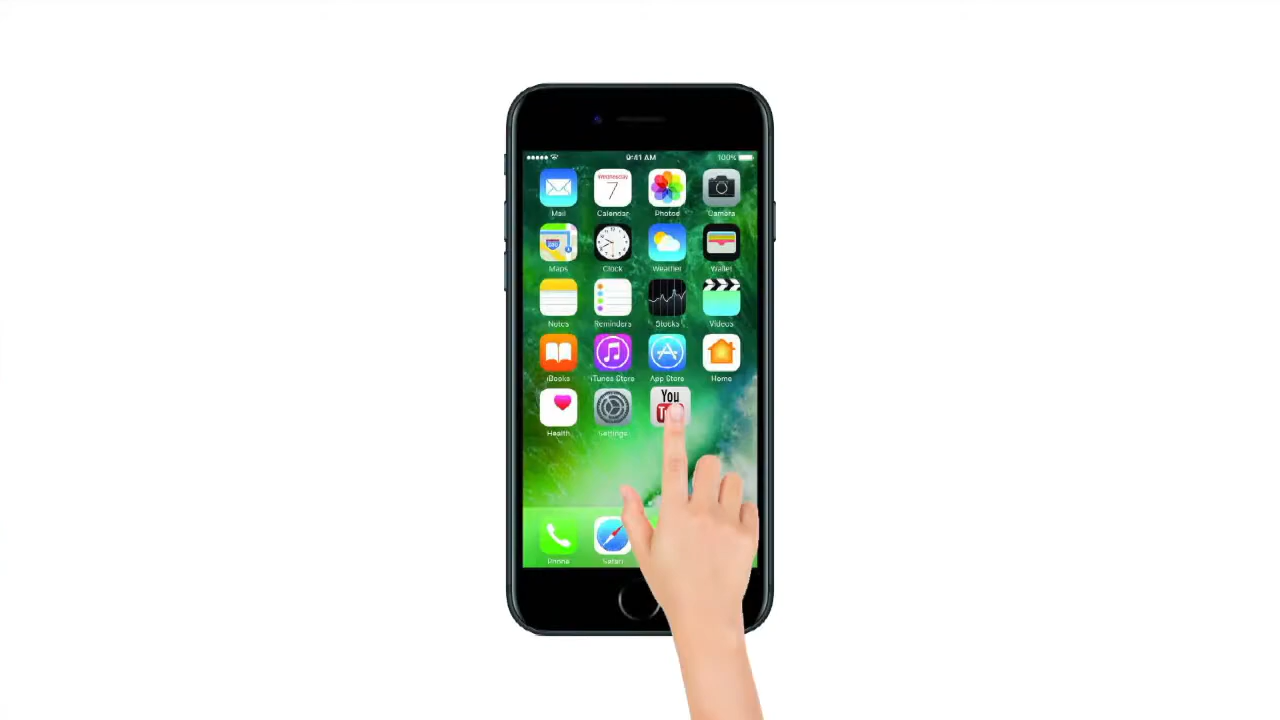 9:41 AM 100%
Wednesday
7
Mail Calendar Photos Camera
280
Maps Clock Weather Wallet
Notes Reminders Stocks Videos
iBooks iTunes Store App Store Home
You
Health Settings
Phone Safari